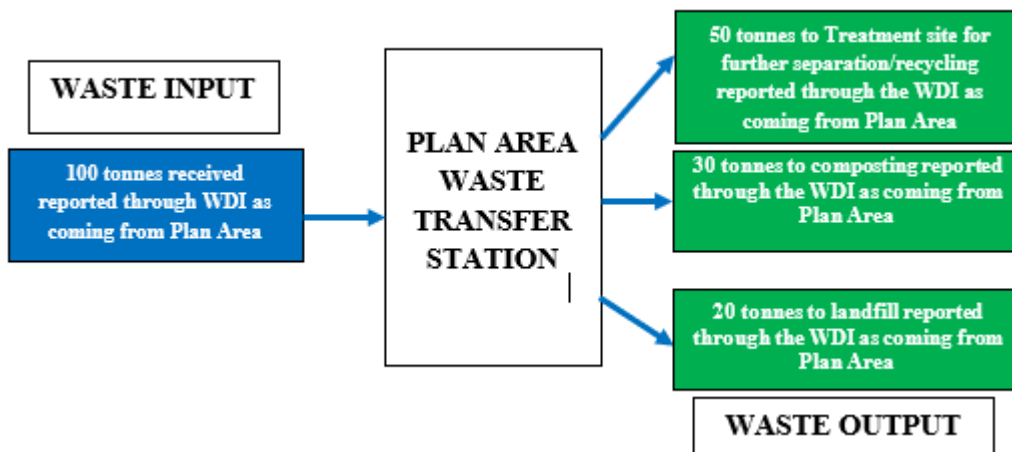 WASTE INPUT
100 tonnes received
reported through WDI as
coming from Plan Area
PLAN AREA
WASTE
TRANSFER
STATION
50 tonnes to Treatment site for
further separation/recycling
reported through the WDI as
coming from Plan Area
30 tonnes to composting reported
through the WDI as coming from
Plan Area
20 tonnes to landfill reported
through the WDI as coming from
Plan Area
WASTE OUTPUT